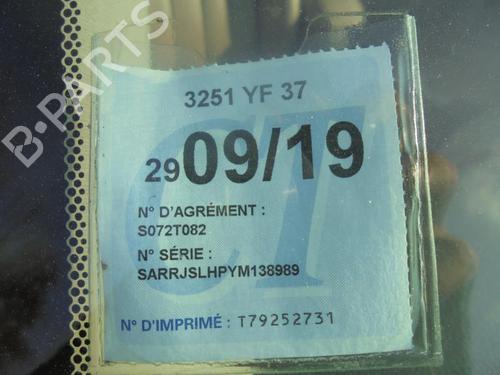 B-PARTS
CT
3251 YF 37
29 09/19
N° D'AGRÉMENT :
S072T082
N° SÉRIE :
SARRJSLHPYM138989
N° D'IMPRIMÉ : T79252731